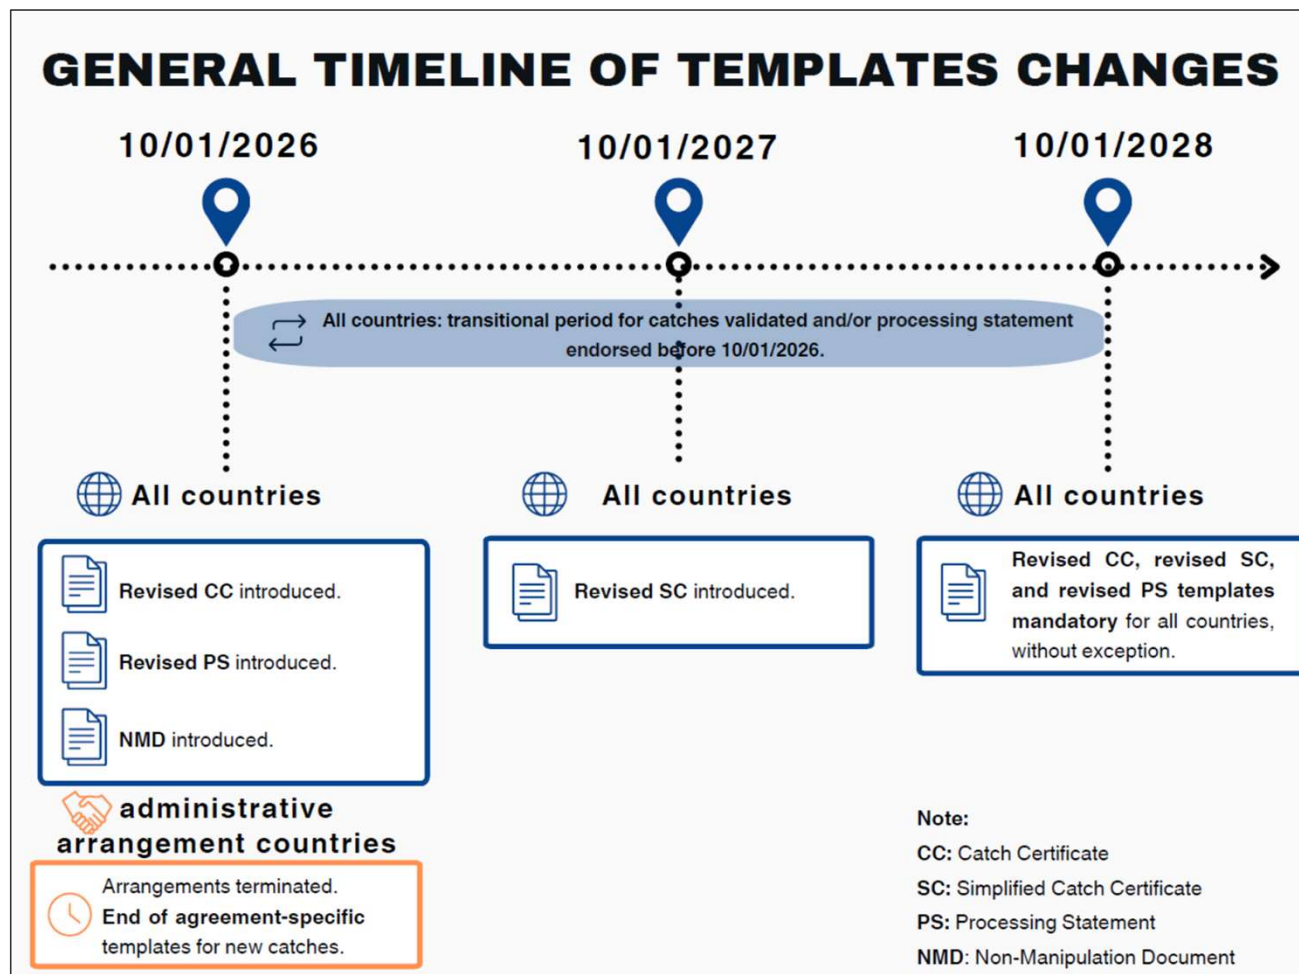 GENERAL TIMELINE OF TEMPLATES CHANGES
10/01/2026
10/01/2027
10/01/2028
All countries: transitional period for catches validated and/or processing statement
endorsed before 10/01/2026.
All countries
Revised CC introduced.
Revised PS introduced.
NMD introduced.
administrative
arrangement countries
Arrangements terminated.
End of agreement-specific
templates for new catches.
All countries
Revised SC introduced.
All countries
Revised CC, revised SC,
and revised PS templates
mandatory for all countries,
without exception.
Note:
CC: Catch Certificate
SC: Simplified Catch Certificate
PS: Processing Statement
NMD: Non-Manipulation Document